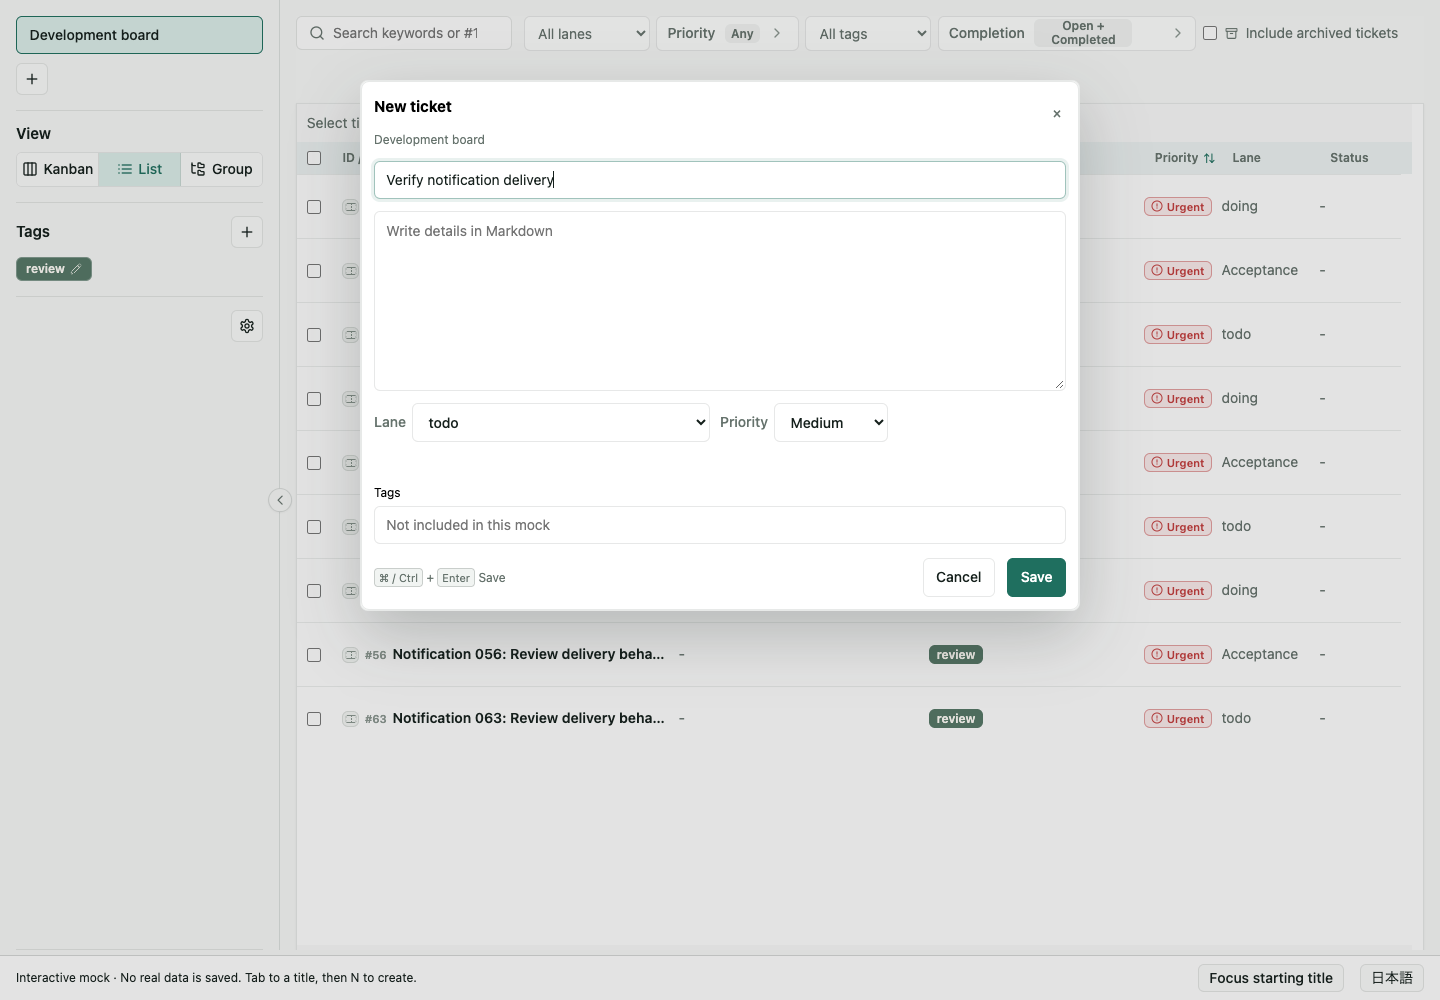 Development board
View
Kanban
List
Group
Tags
review
Search keywords or #1
All lanes
Priority Any
All tags
Completion Open + Completed
Include archived tickets
Select ti
ID
Priority Lane Status
Urgent doing -
Urgent Acceptance -
Urgent todo -
Urgent doing -
Urgent Acceptance -
Urgent todo -
Urgent doing -
#56 Notification 056: Review delivery beha... - review Urgent Acceptance -
#63 Notification 063: Review delivery beha... - review Urgent todo -
New ticket
×
Development board
Verify notification delivery
Write details in Markdown
Lane todo Priority Medium
Tags
Not included in this mock
⌘ / Ctrl + Enter Save
Cancel
Save
Interactive mock · No real data is saved. Tab to a title, then N to create.
Focus starting title
日本語